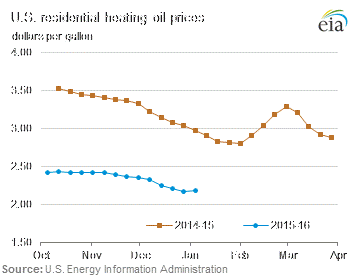 U.S. residential heating oil prices
dollars per gallon
eia
4.00
3.50
3.00
2.50
2.00
1.50
Oct Nov Dec Jan Feb Mar Apr
2014-15 2015-16
Source: U.S. Energy Information Administration